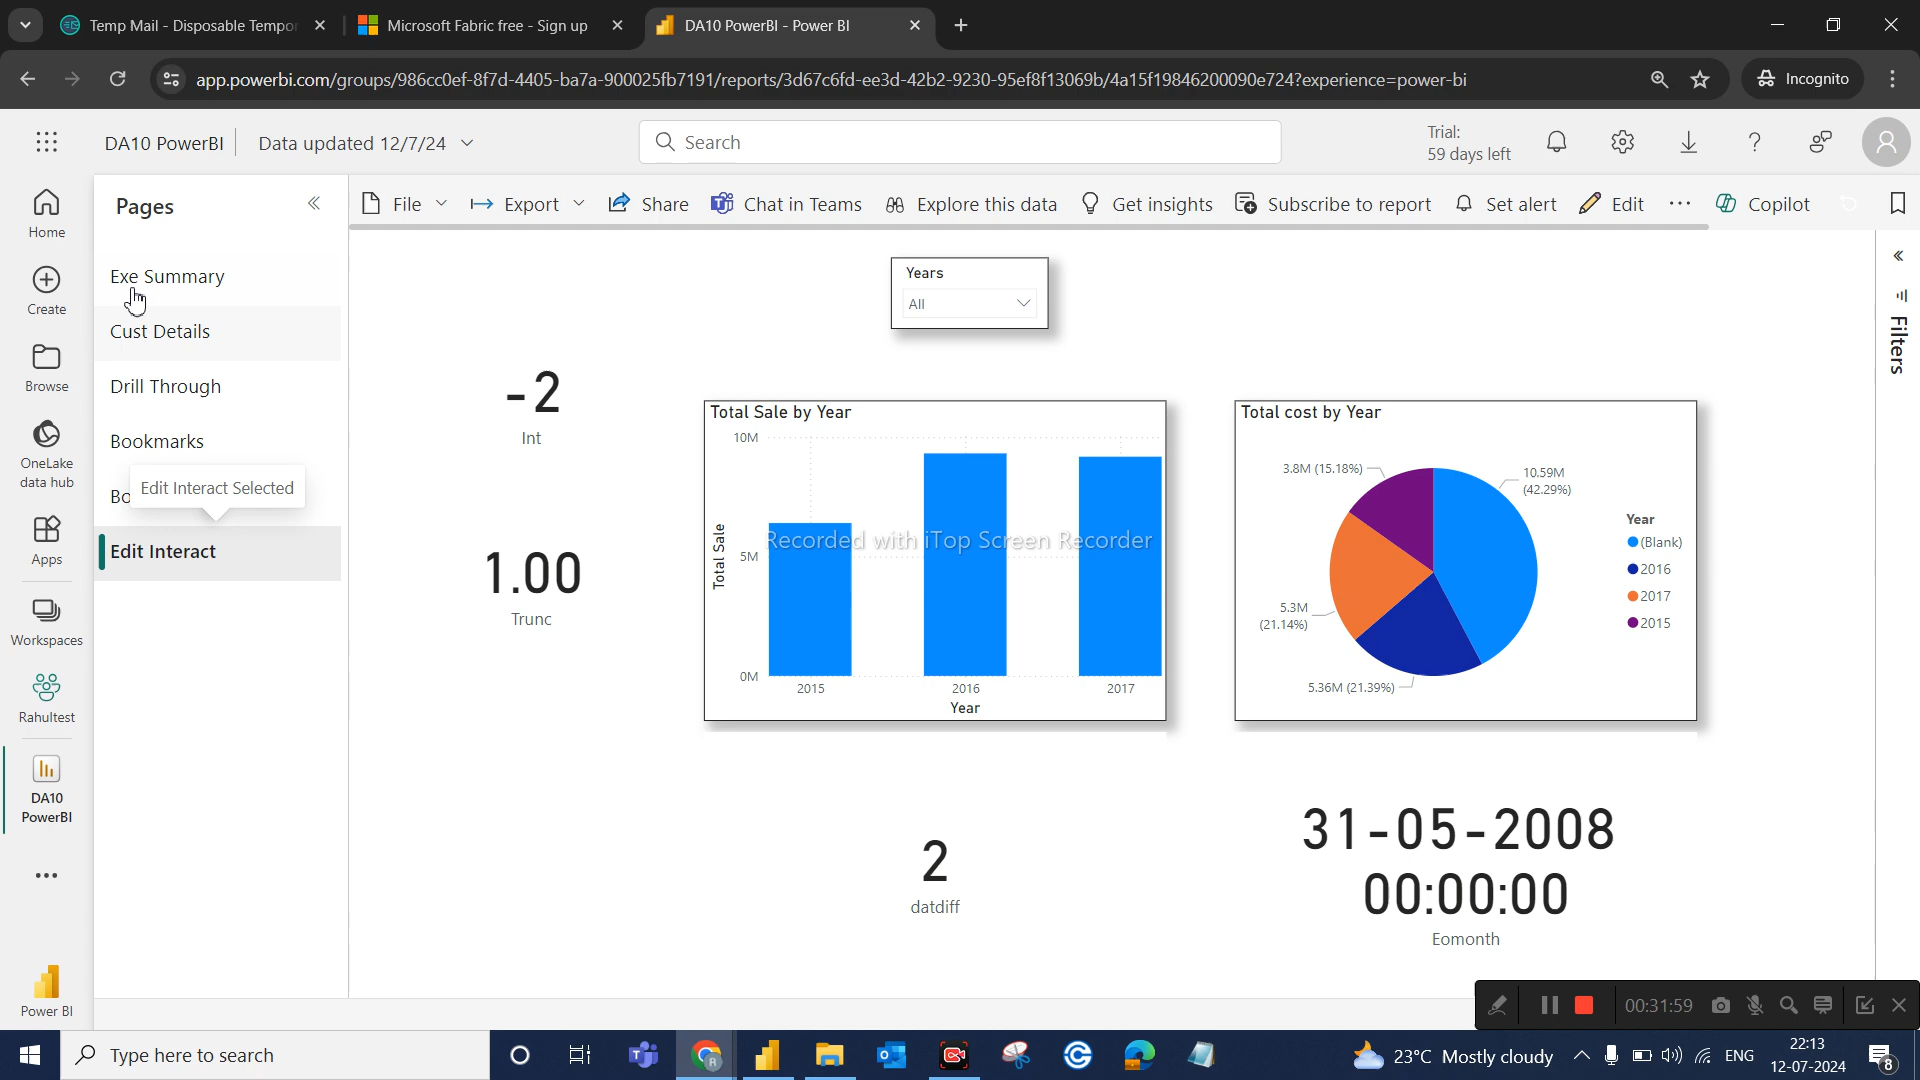 Temp Mail - Disposable Tempor
Microsoft Fabric free - Sign up
DA10 PowerBI - Power BI
app.powerbi.com/groups/986cc0ef-8f7d-4405-ba7a-900025fb7191/reports/3d67c6fd-ee3d-42b2-9230-95ef8f13069b/4a15f19846200090e724?experience=power-bi
Incognito
DA10 PowerBI
Data updated 12/7/24
Search
Trial:
59 days left
Home
Create
Browse
OneLake
data hub
Apps
Workspaces
Rahultest
DA10
PowerBI
Power BI
Pages
Exe Summary
Cust Details
Drill Through
Bookmarks
Bo
Edit Interact Selected
Edit Interact
File
Export
Share
Chat in Teams
Explore this data
Get insights
Subscribe to report
Set alert
Edit
Copilot
Filters
Years
All
-2
Int
1.00
Trunc
Total Sale by Year
10M
5M
0M
Total Sale
2015
2016
2017
Year
Recorded with iTop Screen Recorder
Total cost by Year
3.8M (15.18%)
10.59M
(42.29%)
5.3M
(21.14%)
5.36M (21.39%)
Year
(Blank)
2016
2017
2015
2
datdiff
31-05-2008
00:00:00
Eomonth
00:31:59
Type here to search
23°C Mostly cloudy
ENG
22:13
12-07-2024
8